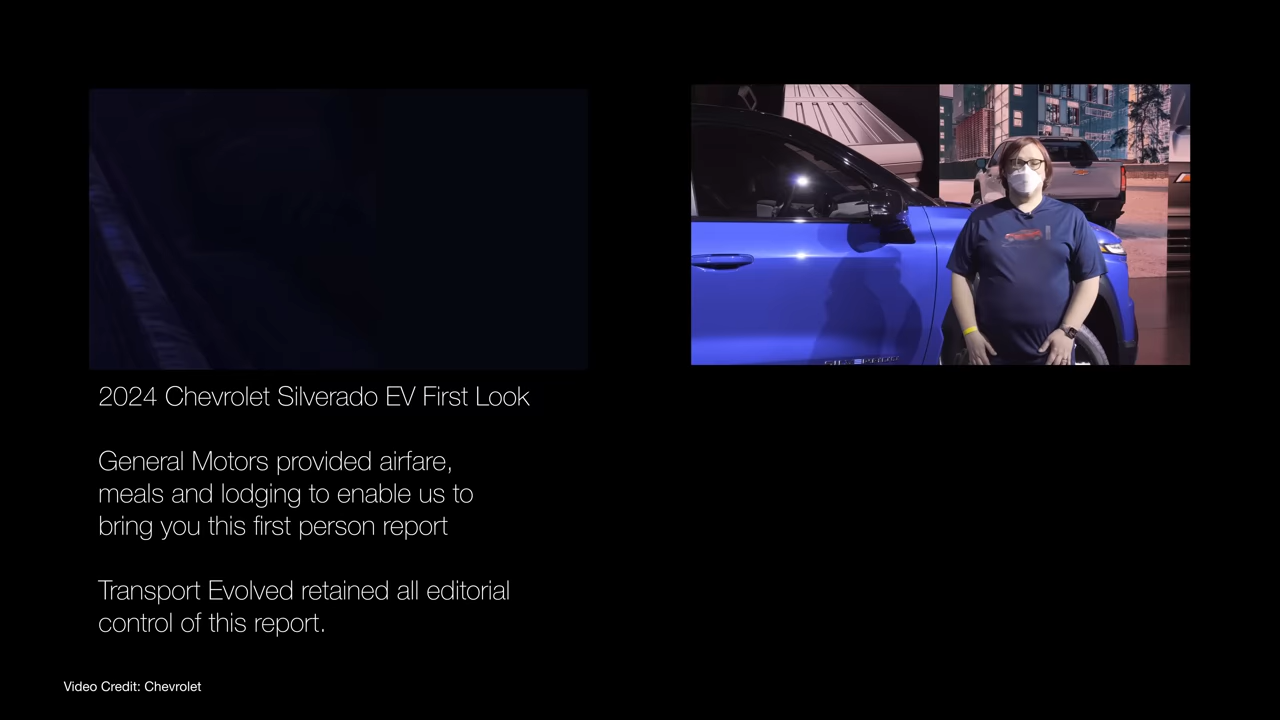 2024 Chevrolet Silverado EV First Look
General Motors provided airfare,
meals and lodging to enable us to
bring you this first person report
Transport Evolved retained all editorial
control of this report.
Video Credit: Chevrolet